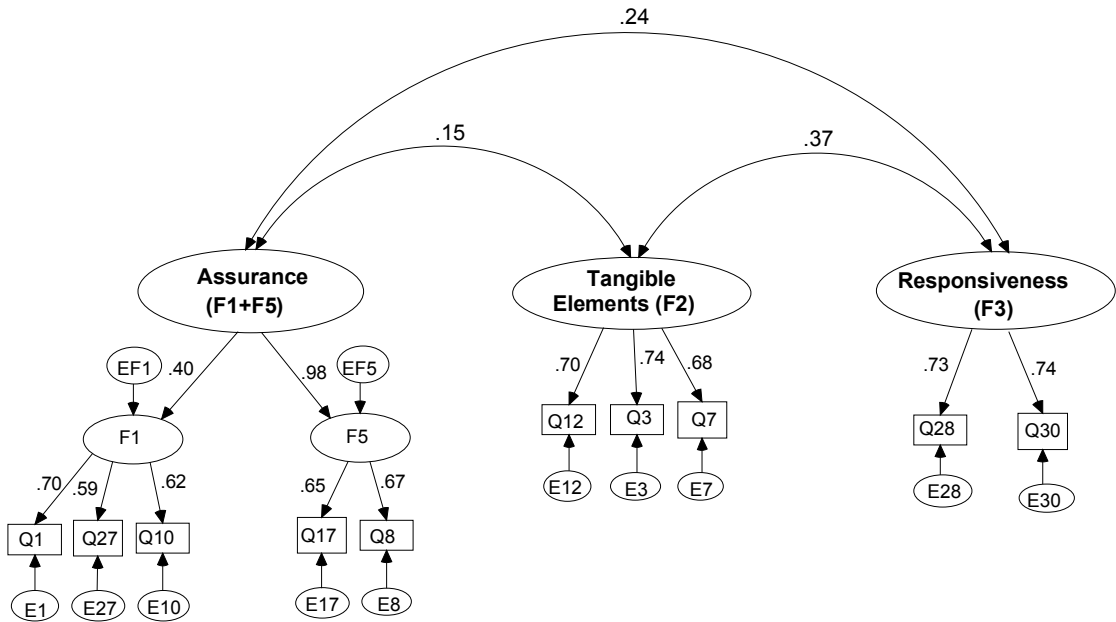 .24
.15
.37
Assurance
(F1+F5)
Tangible
Elements (F2)
Responsiveness
(F3)
EF1
.40
.98
EF5
.70
.74
.68
.73
.74
F1
F5
Q12
Q3
Q7
Q28
Q30
.70
.59
.62
.65
.67
E12
E3
E7
E28
E30
Q1
Q27
Q10
Q17
Q8
E1
E27
E10
E17
E8